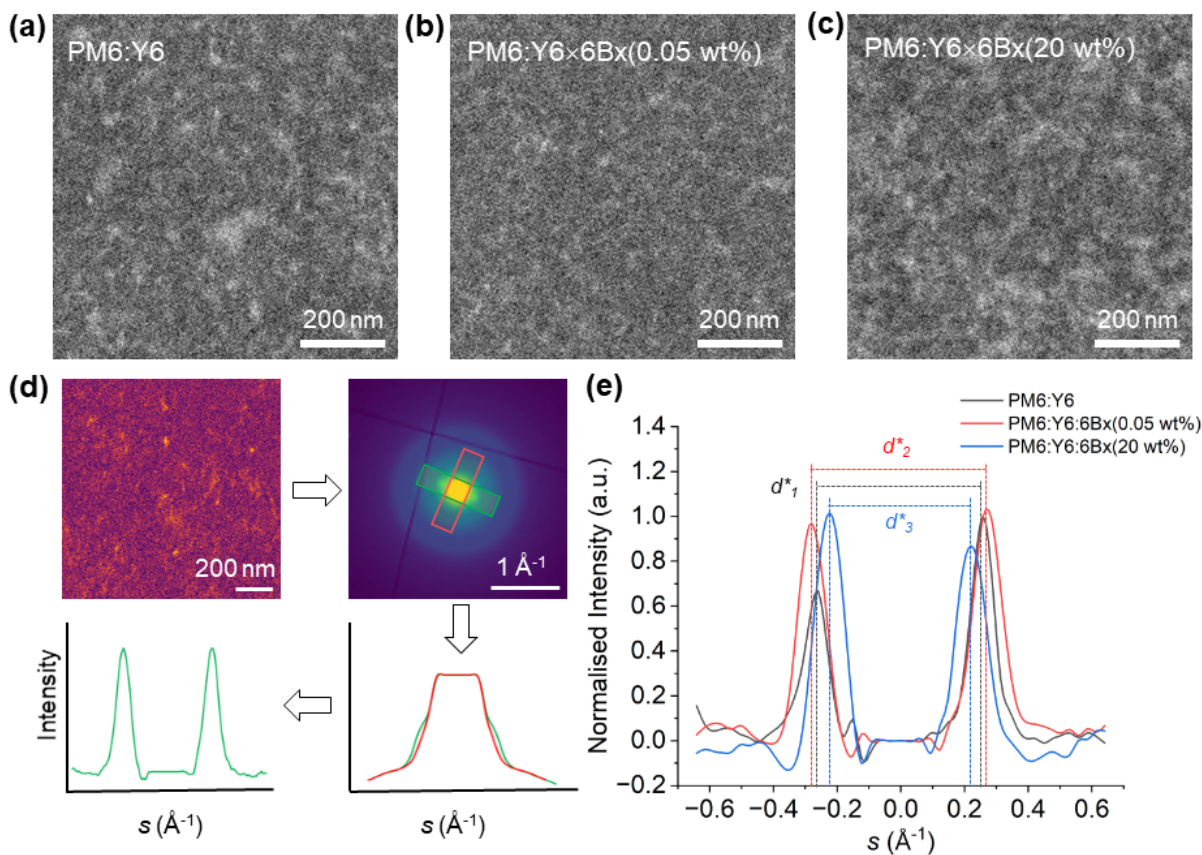 (a)
PM6:Y6
200 nm
(b)
PM6:Y6×6Bx(0.05 wt%)
200 nm
(c)
PM6:Y6×6Bx(20 wt%)
200 nm
(d)
200 nm
1 Å⁻¹
Intensity
s (Å⁻¹)
s (Å⁻¹)
(e)
PM6:Y6
PM6:Y6:6Bx(0.05 wt%)
PM6:Y6:6Bx(20 wt%)
d*₂
d*₁
d*₃
Normalised Intensity (a.u.)
1.4
1.2
1.0
0.8
0.6
0.4
0.2
0.0
−0.2
−0.6 −0.4 −0.2 0.0 0.2 0.4 0.6
s (Å⁻¹)